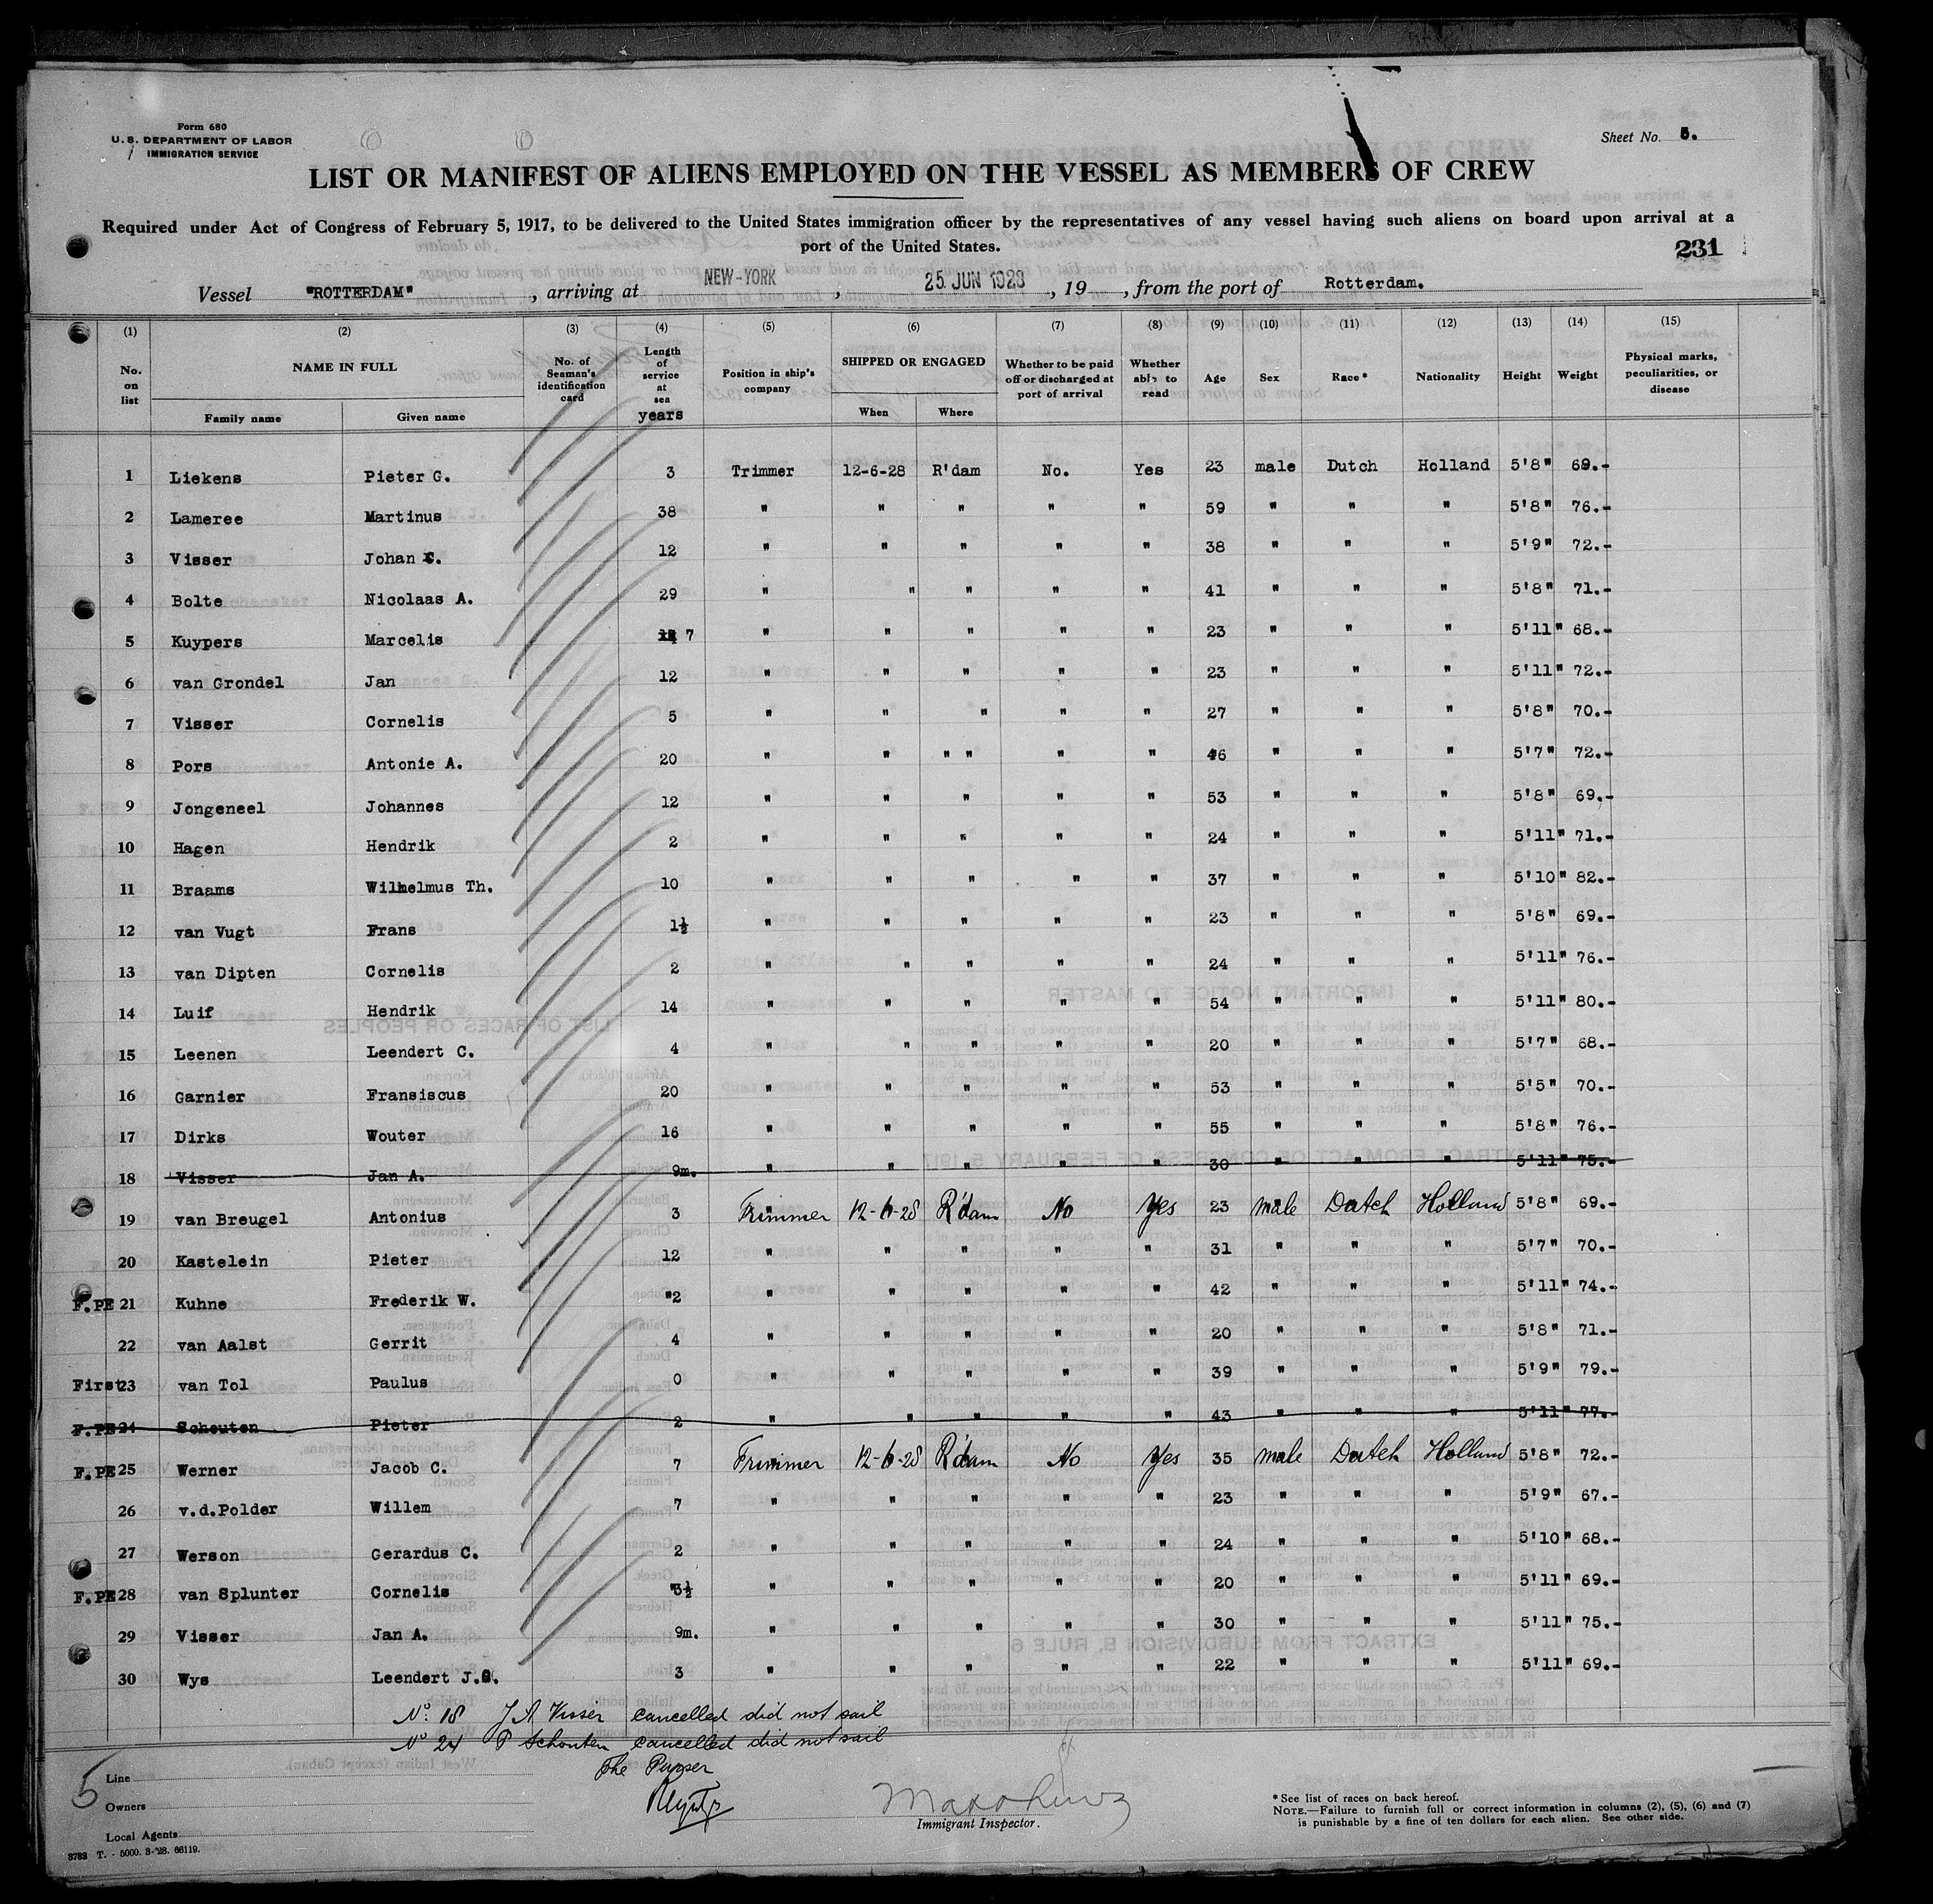 Form 680
U. S. DEPARTMENT OF LABOR
IMMIGRATION SERVICE
Sheet No. 5.
LIST OR MANIFEST OF ALIENS EMPLOYED ON THE VESSEL AS MEMBERS OF CREW
Required under Act of Congress of February 5, 1917, to be delivered to the United States immigration officer by the representatives of any vessel having such aliens on board upon arrival at a
port of the United States.
231
Vessel "ROTTERDAM", arriving at NEW-YORK, 25 JUN 1928, 19 , from the port of Rotterdam.
(1) (2) (3) (4) (5) (6) (7) (8) (9) (10) (11) (12) (13) (14) (15)
No. on list NAME IN FULL Family name Given name No. of Seaman's identification card Length of service at sea years Position in ship's company SHIPPED OR ENGAGED When Where Whether to be paid off or discharged at port of arrival Whether able to read Age Sex Race* Nationality Height Weight Physical marks, peculiarities, or disease
1 Liekens Pieter G. 3 Trimmer 12-6-28 R'dam No. Yes 23 male Dutch Holland 5'8" 69.-
2 Lameree Martinus 38 " " " " " 59 " " " 5'8" 76.-
3 Visser Johan C. 12 " " " " " 38 " " " 5'9" 72.-
4 Bolte Nicolaas A. 29 " " " " " 41 " " " 5'8" 71.-
5 Kuypers Marcelis 7 " " " " " 23 " " " 5'11" 68.-
6 van Grondel Jan 12 " " " " " 23 " " " 5'11" 72.-
7 Visser Cornelis 5 " " " " " 27 " " " 5'8" 70.-
8 Pors Antonie A. 20 " " " " " " 46 " " " 5'7" 72.-
9 Jongeneel Johannes 12 " " " " " 53 " " " 5'8" 69.-
10 Hagen Hendrik 2 " " " " " 24 " " " 5'11" 71.-
11 Braams Wilhelmus Th. 10 " " " " " 37 " " " 5'10" 82.-
12 van Vugt Frans 1½ " " " " " 23 " " " 5'8" 69.-
13 van Dipten Cornelis 2 " " " " " 24 " " " 5'11" 76.-
14 Luif Hendrik 14 " " " " " 54 " " " 5'11" 80.-
15 Leenen Leendert C. 4 " " " " " 20 " " " 5'7" 68.-
16 Garnier Fransiscus 20 " " " " " 53 " " " 5'5" 70.-
17 Dirks Wouter 16 " " " " " 55 " " " 5'8" 76.-
18 Visser Jan A. 9m. " " " " " 30 " " " 5'11" 75.-
19 van Breugel Antonius 3 Trimmer 12-6-28 R'dam No Yes 23 male Dutch Holland 5'8" 69.-
20 Kastelein Pieter 12 " " " " " 31 " " " 5'7" 70.-
F.PE 21 Kuhne Frederik W. "2 " " " " " 42 " " " 5'11" 74.-
22 van Aalst Gerrit 4 " " " " " 20 " " " 5'8" 71.-
First 23 van Tol Paulus 0 " " " " " 39 " " " 5'9" 79.-
F.PE 24 Schouten Pieter 2 " " " " " 43 " " " 5'11" 77.-
F.PE 25 Werner Jacob C. 7 Trimmer 12-6-28 R'dam No Yes 35 male Dutch Holland 5'8" 72.-
26 v.d.Polder Willem 7 " " " " " 23 " " " 5'9" 67.-
27 Werson Gerardus C. 2 " " " " " 24 " " " 5'10" 68.-
F.PE 28 van Splunter Cornelis "3½ " " " " " 20 " " " 5'11" 69.-
29 Visser Jan A. 9m. " " " " " 30 " " " 5'11" 75.-
30 Wys Leendert J.G. 3 " " " " " 22 " " " 5'11" 69.-
No. 18 J A Visser cancelled did not sail
No 24 P Schouten cancelled did not sail
The Purser
5
Line
Owners
Local Agents
Immigrant Inspector.
* See list of races on back hereof.
NOTE.—Failure to furnish full or correct information in columns (2), (5), (6) and (7)
is punishable by a fine of ten dollars for each alien. See other side.
3782 T. - 5000. 3-'28. 66119.